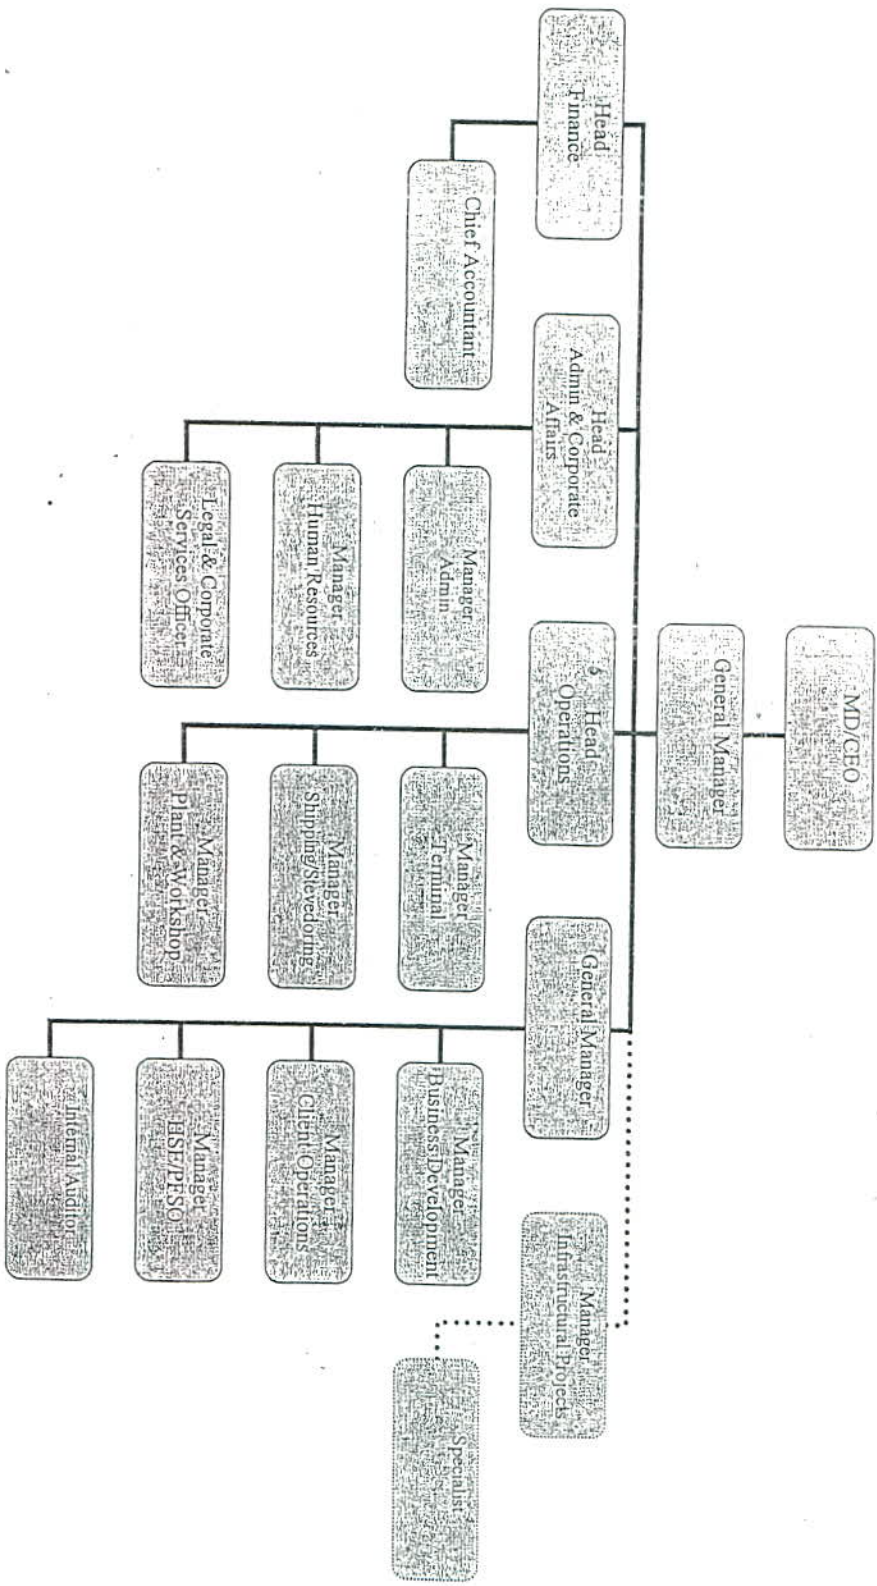 MD/CEO
General Manager
Head
Finance
Chief Accountant
Head
Admin & Corporate
Affairs
Manager
Admin
Manager
Human Resources
Legal & Corporate
Services Officer
Head
Operations
Manager
Terminal
Manager
Shipping/Stevedoring
Manager
Plant & Workshop
General Manager
Manager
Business Development
Manager
Client Operations
Manager
HSE/PFSO
Internal Auditor
Manager
Infrastructural Projects
Specialist